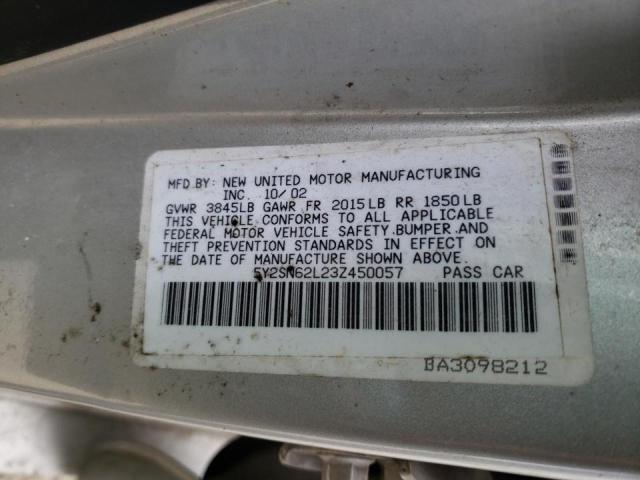 MFD.BY: NEW UNITED MOTOR MANUFACTURING
INC. 10/02
GVWR 3845LB GAWR FR 2015LB RR 1850LB
THIS VEHICLE CONFORMS TO ALL APPLICABLE
FEDERAL MOTOR VEHICLE SAFETY.BUMPER.AND
THEFT PREVENTION STANDARDS IN EFFECT ON
THE DATE OF MANUFACTURE SHOWN ABOVE.
5Y2SN62L23Z450057 PASS CAR
BA3098212